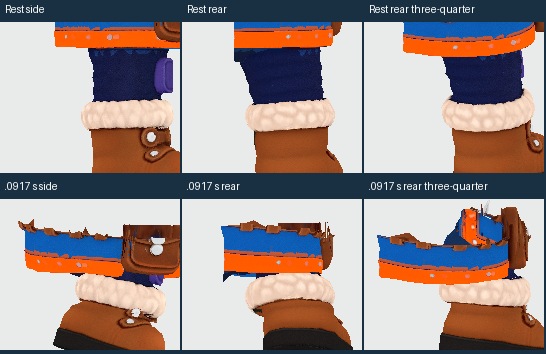 Rest side
Rest rear
Rest rear three-quarter
.0917 s side
.0917 s rear
.0917 s rear three-quarter